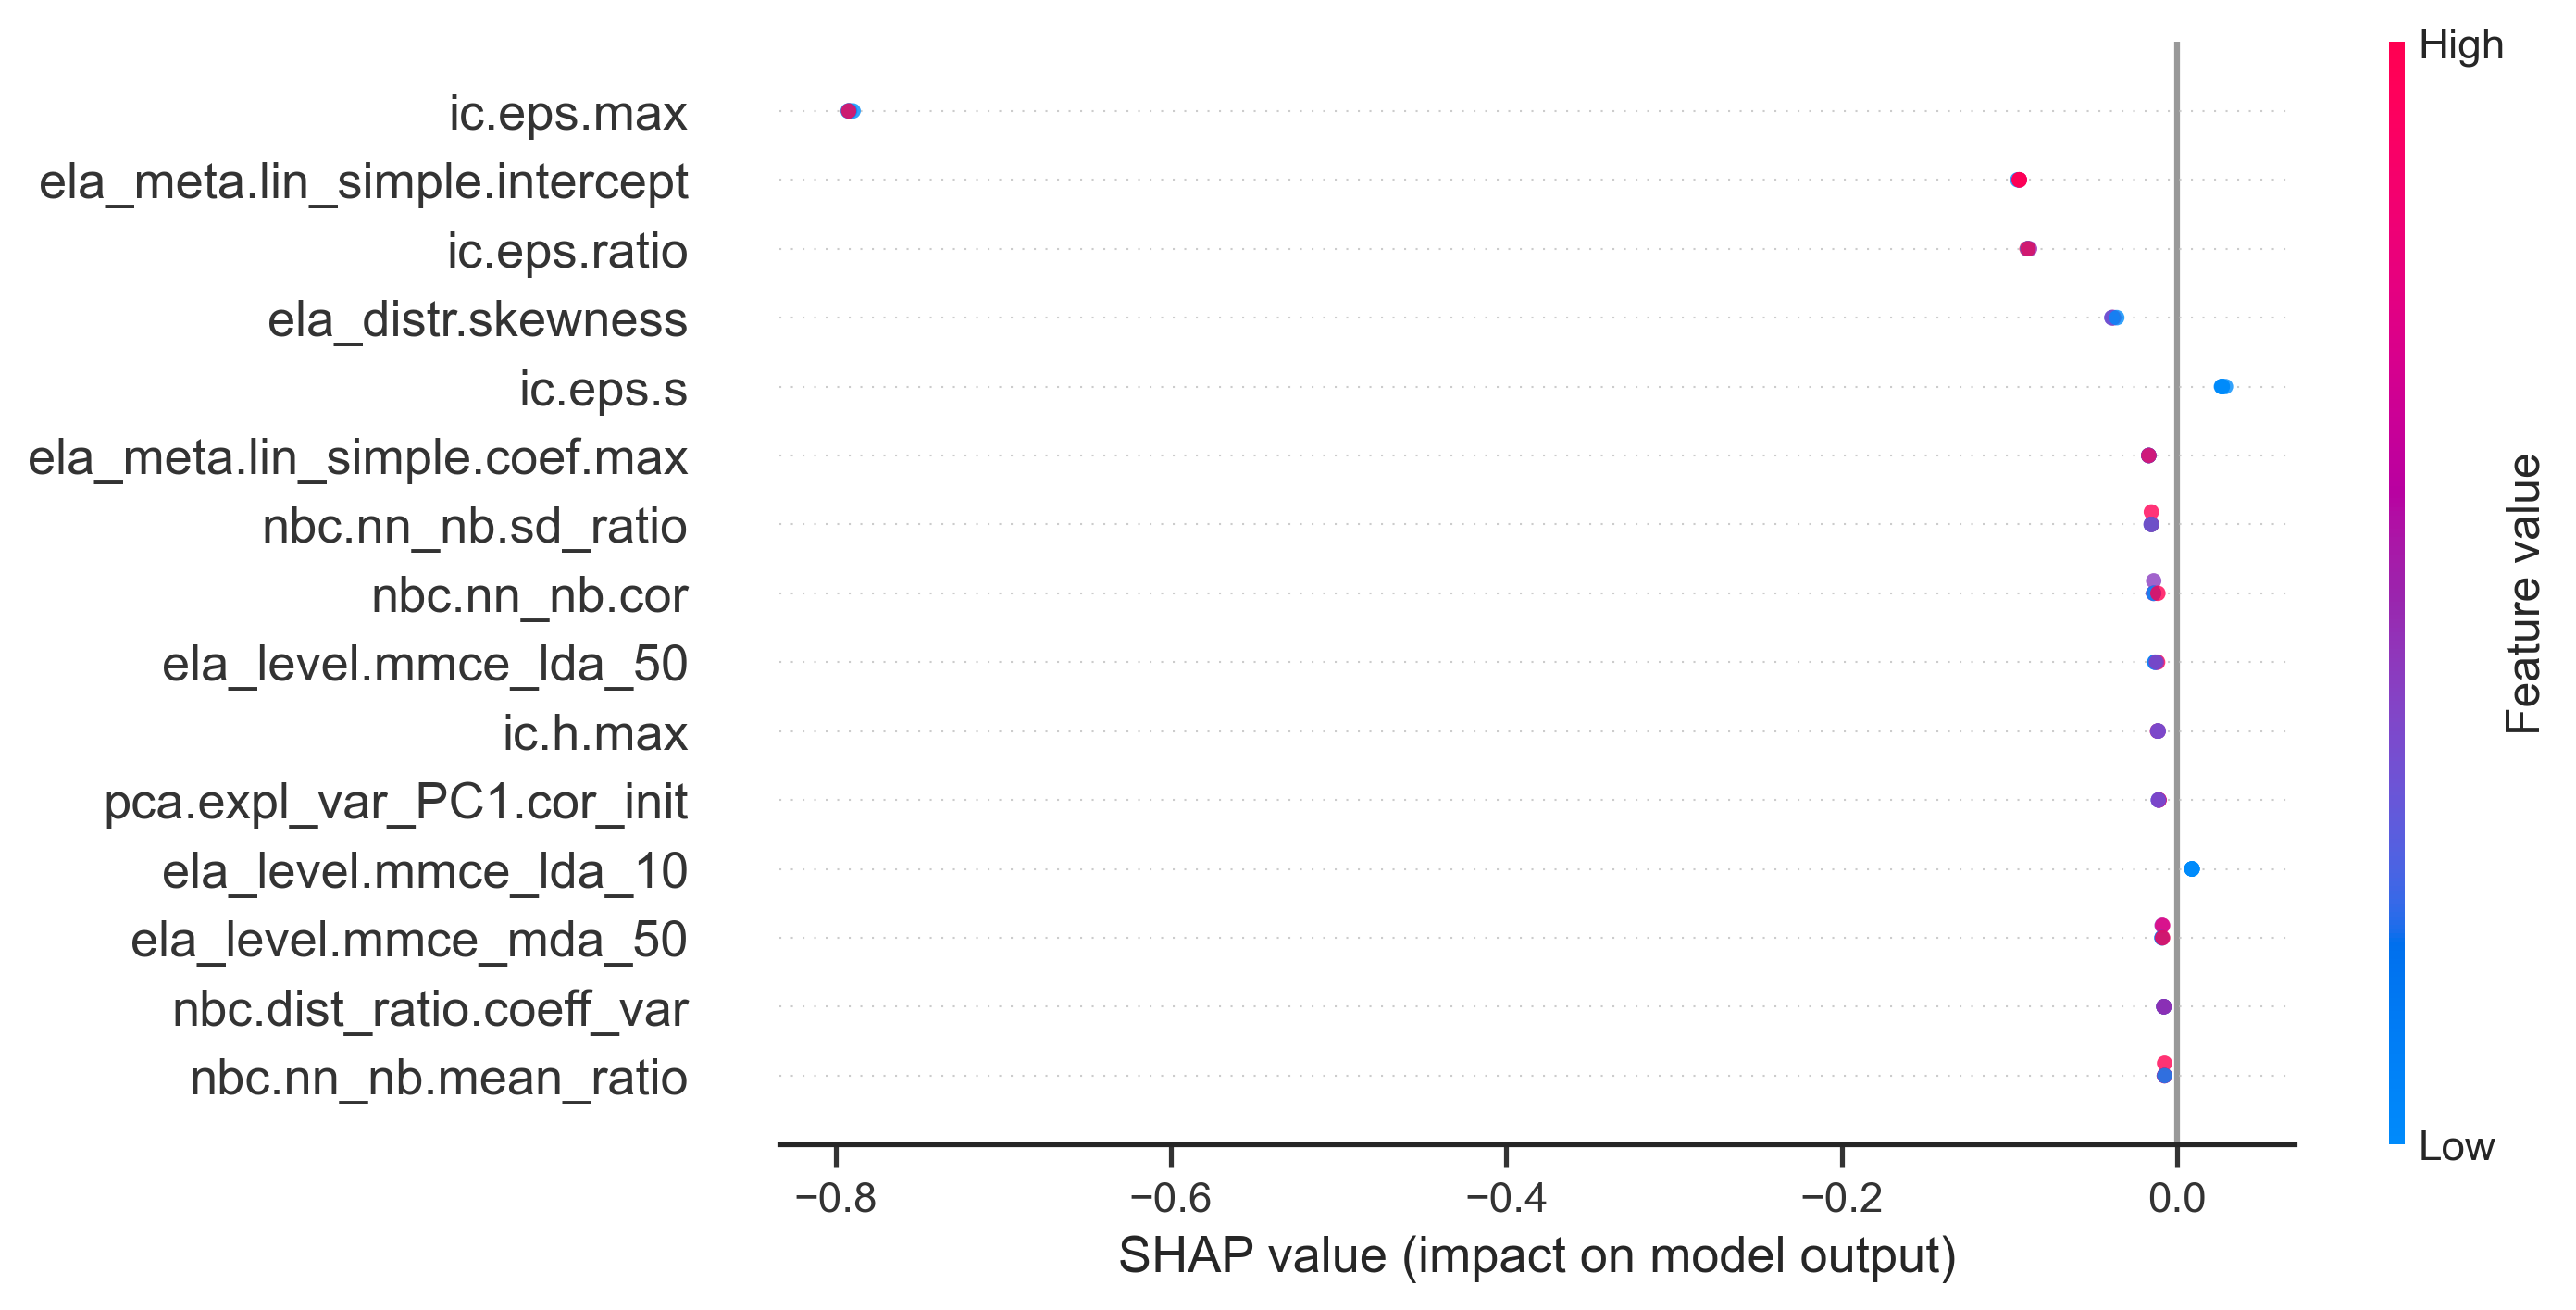 High
ic.eps.max
ela_meta.lin_simple.intercept
ic.eps.ratio
ela_distr.skewness
ic.eps.s
ela_meta.lin_simple.coef.max
nbc.nn_nb.sd_ratio
nbc.nn_nb.cor
ela_level.mmce_lda_50
ic.h.max
pca.expl_var_PC1.cor_init
ela_level.mmce_lda_10
ela_level.mmce_mda_50
nbc.dist_ratio.coeff_var
nbc.nn_nb.mean_ratio
Feature value
Low
−0.8 −0.6 −0.4 −0.2 0.0
SHAP value (impact on model output)